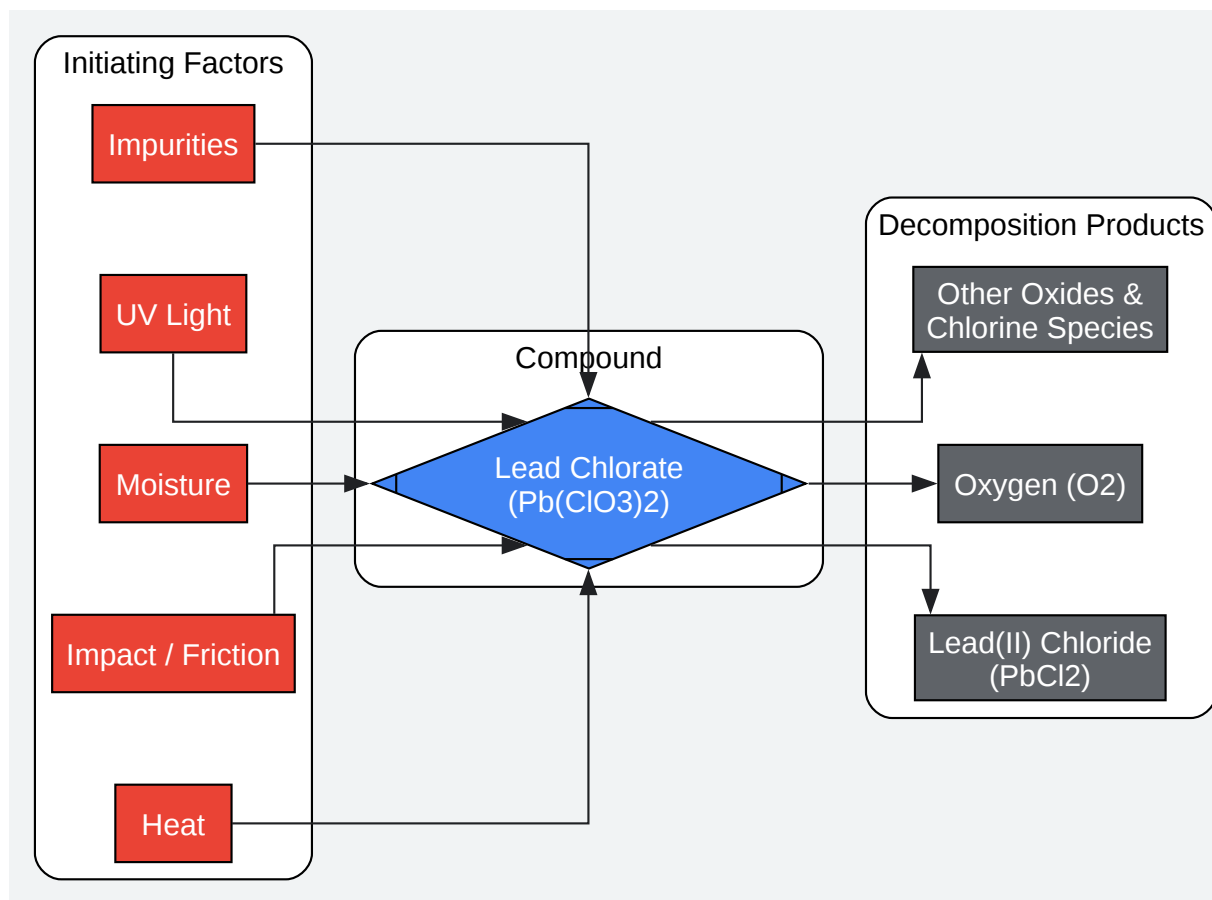 Initiating Factors
Impurities
UV Light
Moisture
Impact / Friction
Heat
Compound
Lead Chlorate
(Pb(ClO3)2)
Decomposition Products
Other Oxides &
Chlorine Species
Oxygen (O2)
Lead(II) Chloride
(PbCl2)